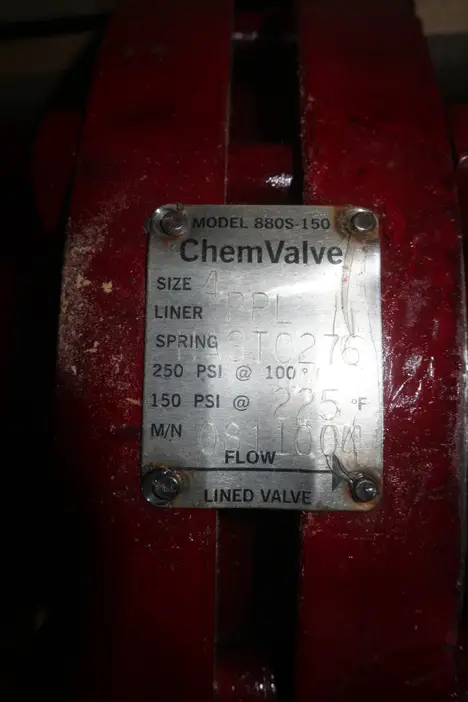 MODEL 880S-150
ChemValve
SIZE 4
LINER PPL
SPRING HASTC276
250 PSI @ 100°
150 PSI @ 225 °F
M/N
FLOW
LINED VALVE